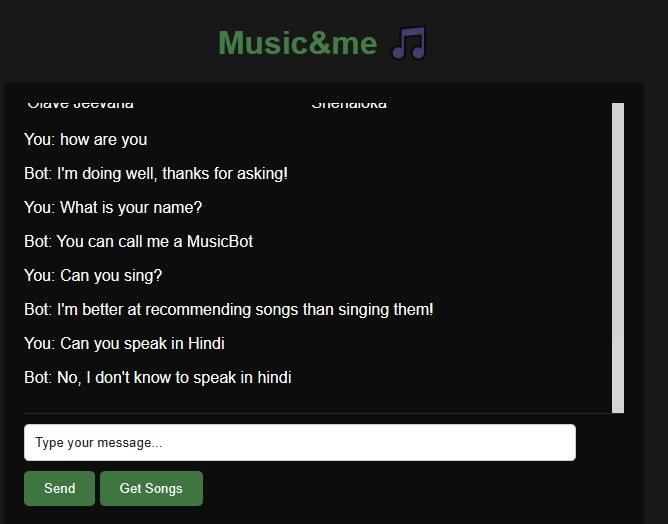 Music&me
Olave Jeevana Snehaloka
You: how are you
Bot: I'm doing well, thanks for asking!
You: What is your name?
Bot: You can call me a MusicBot
You: Can you sing?
Bot: I'm better at recommending songs than singing them!
You: Can you speak in Hindi
Bot: No, I don't know to speak in hindi
Type your message...
Send Get Songs